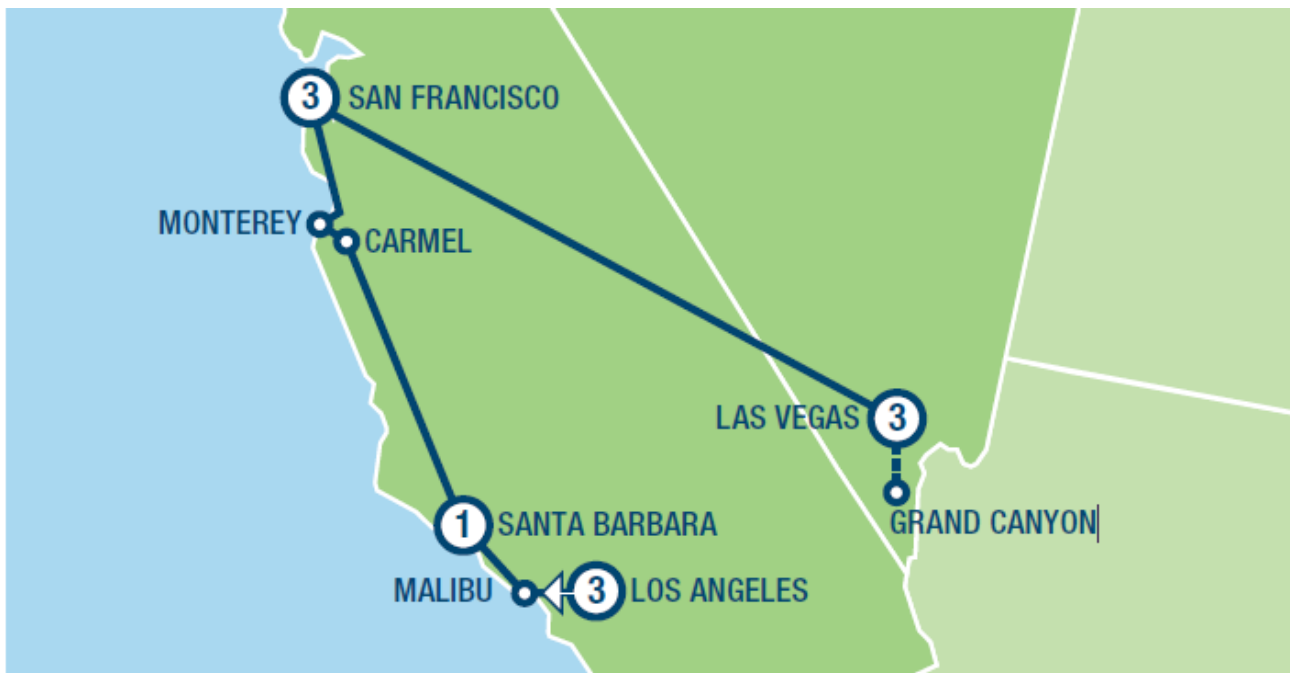 3 SAN FRANCISCO
MONTEREY
CARMEL
LAS VEGAS 3
GRAND CANYON
1 SANTA BARBARA
MALIBU
3 LOS ANGELES